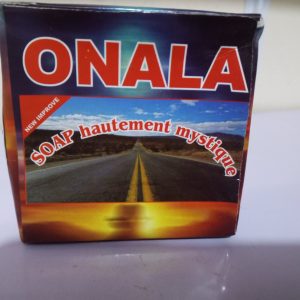 ONALA
NEW IMPROVE
SOAP hautement mystique